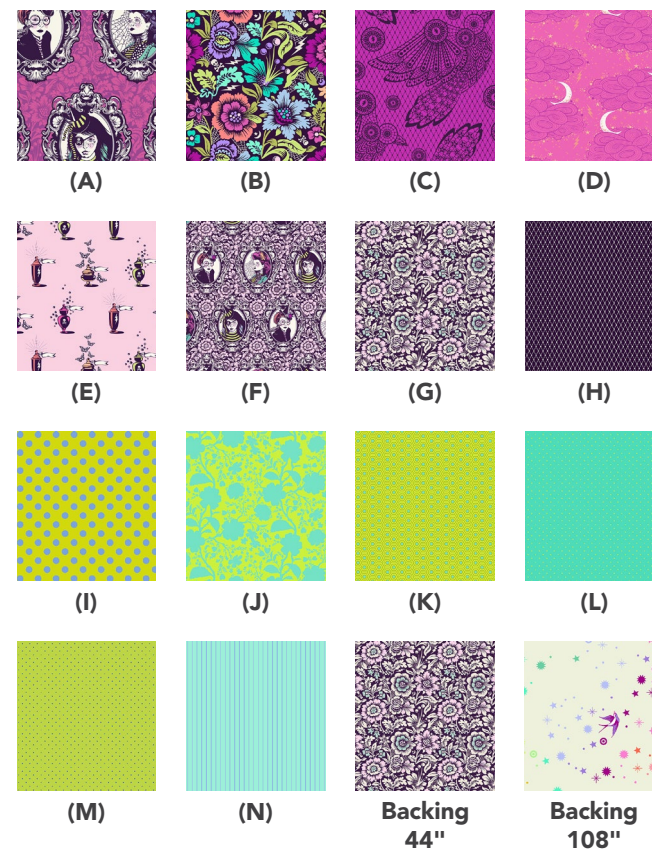 (A)
(B)
(C)
(D)
(E)
(F)
(G)
(H)
(I)
(J)
(K)
(L)
(M)
(N)
Backing
44"
Backing
108"